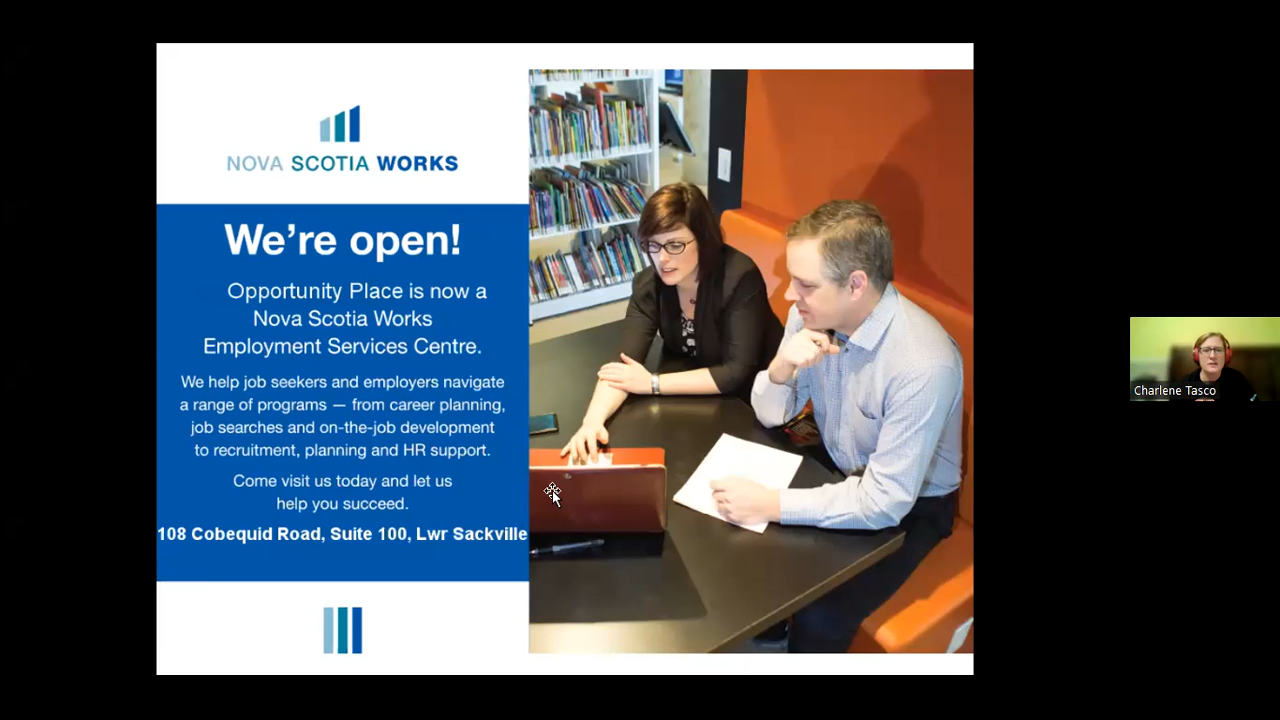 NOVA SCOTIA WORKS
We're open!
Opportunity Place is now a
Nova Scotia Works
Employment Services Centre.
We help job seekers and employers navigate
a range of programs — from career planning,
job searches and on-the-job development
to recruitment, planning and HR support.
Come visit us today and let us
help you succeed.
108 Cobequid Road, Suite 100, Lwr Sackville
Charlene Tasco